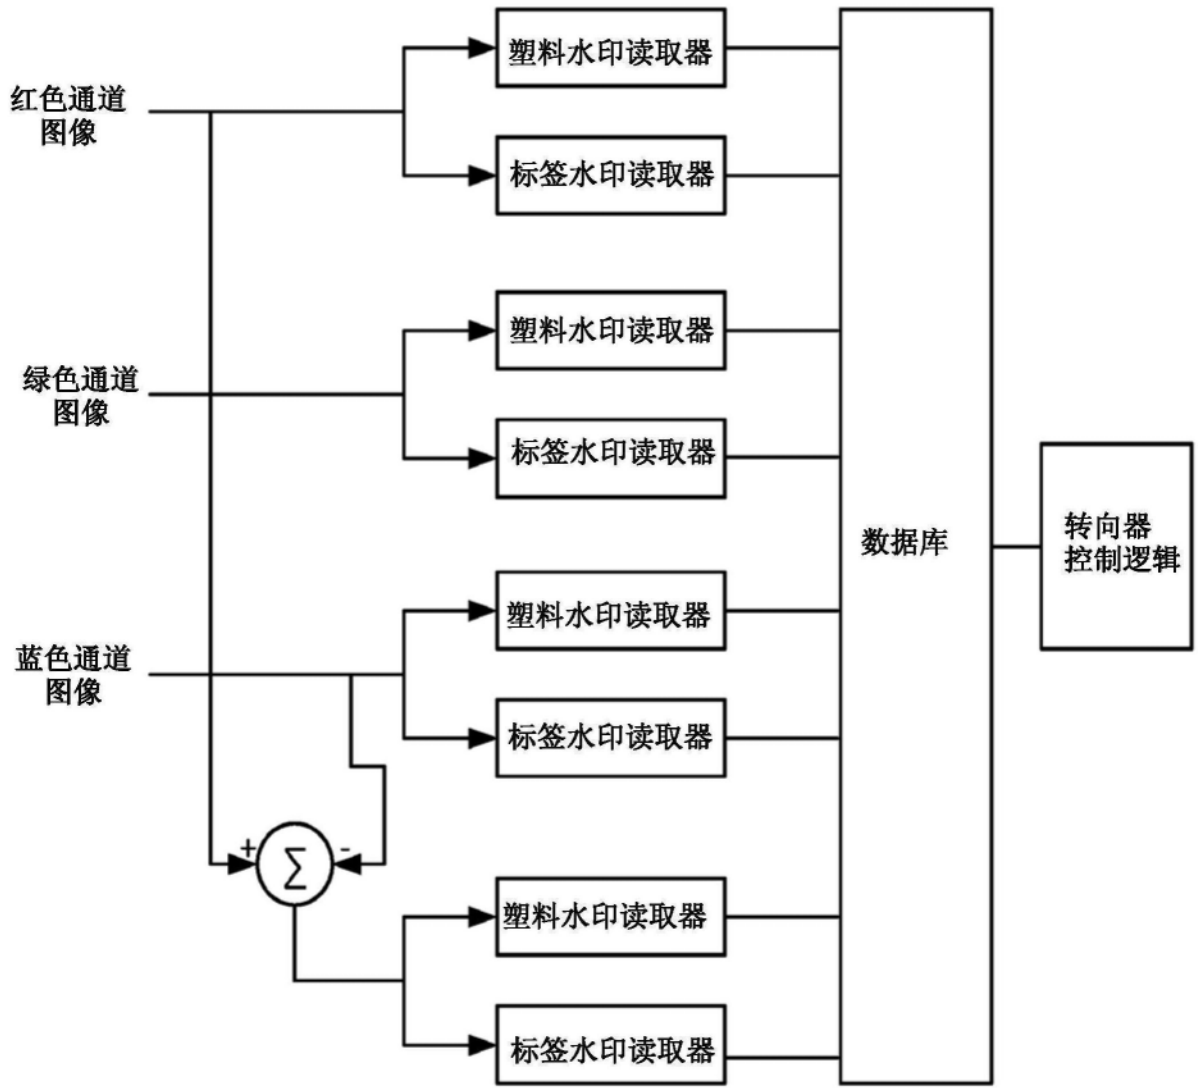 红色通道
图像
塑料水印读取器
标签水印读取器
绿色通道
图像
塑料水印读取器
标签水印读取器
蓝色通道
图像
塑料水印读取器
标签水印读取器
+
-
Σ
塑料水印读取器
标签水印读取器
数据库
转向器
控制逻辑